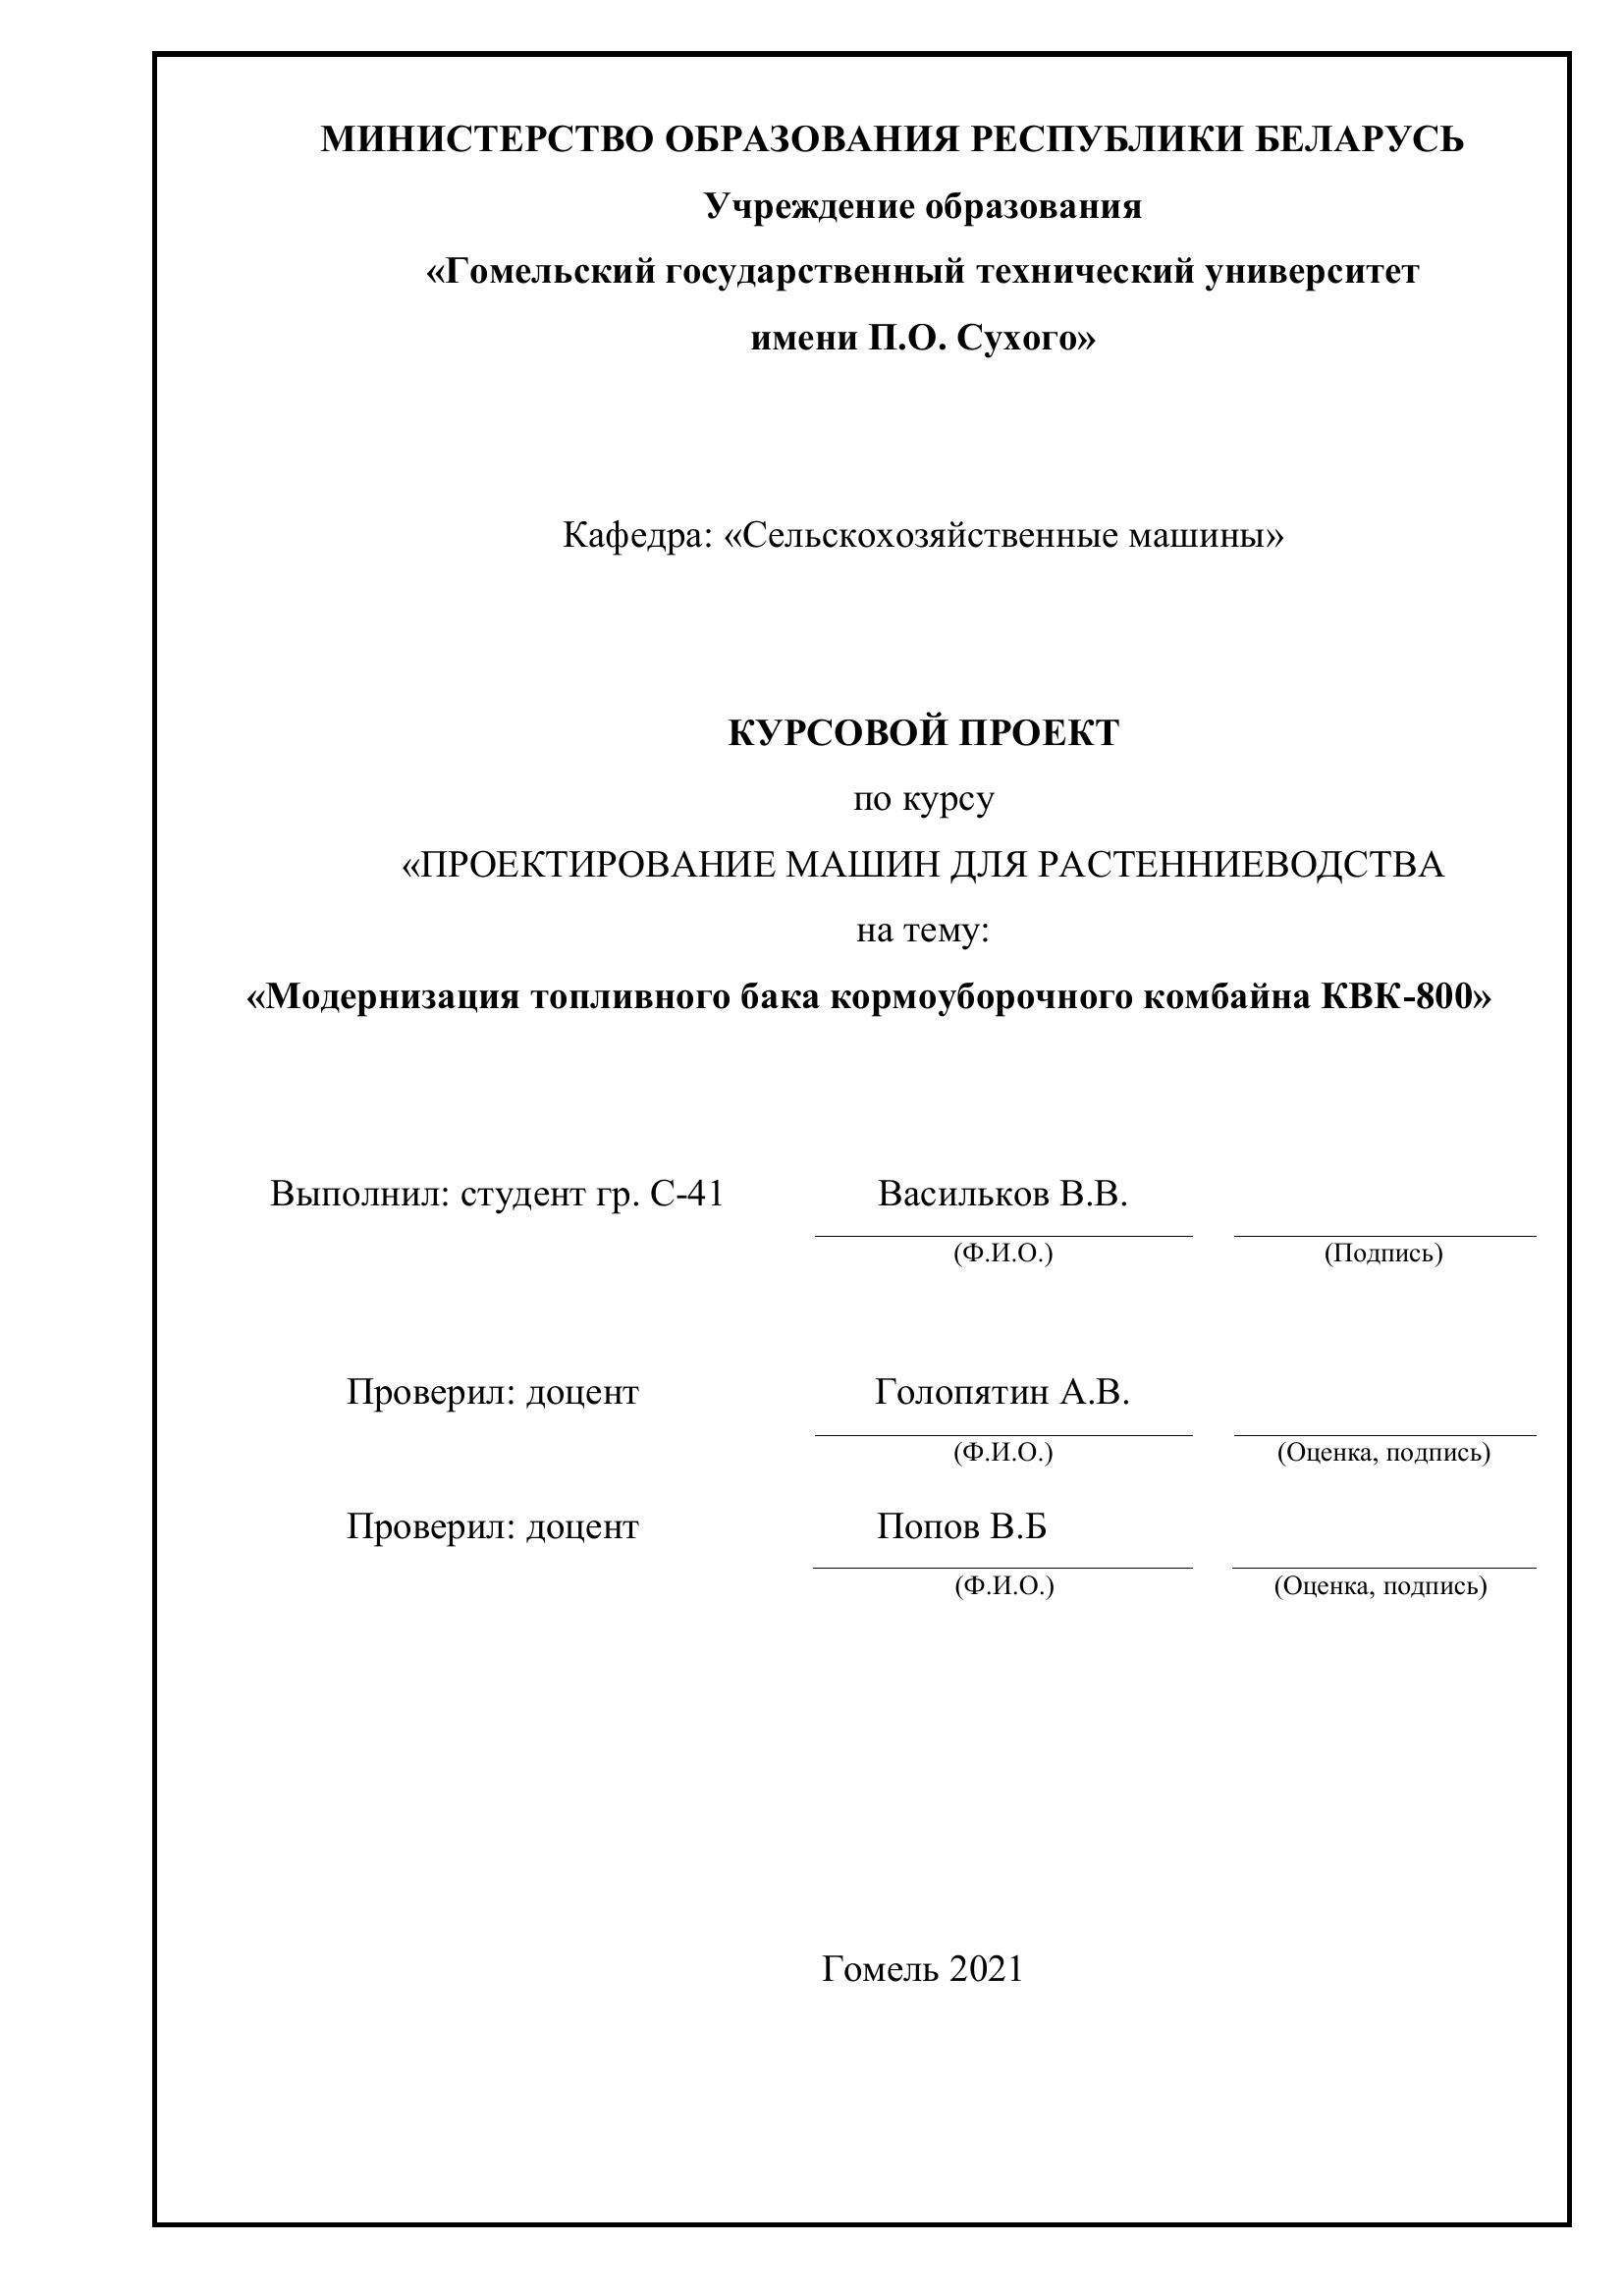 МИНИСТЕРСТВО ОБРАЗОВАНИЯ РЕСПУБЛИКИ БЕЛАРУСЬ
Учреждение образования
«Гомельский государственный технический университет
имени П.О. Сухого»
Кафедра: «Сельскохозяйственные машины»
КУРСОВОЙ ПРОЕКТ
по курсу
«ПРОЕКТИРОВАНИЕ МАШИН ДЛЯ РАСТЕННИЕВОДСТВА
на тему:
«Модернизация топливного бака кормоуборочного комбайна КВК-800»
Выполнил: студент гр. С-41 Васильков В.В.
(Ф.И.О.) (Подпись)
Проверил: доцент Голопятин А.В.
(Ф.И.О.) (Оценка, подпись)
Проверил: доцент Попов В.Б
(Ф.И.О.) (Оценка, подпись)
Гомель 2021